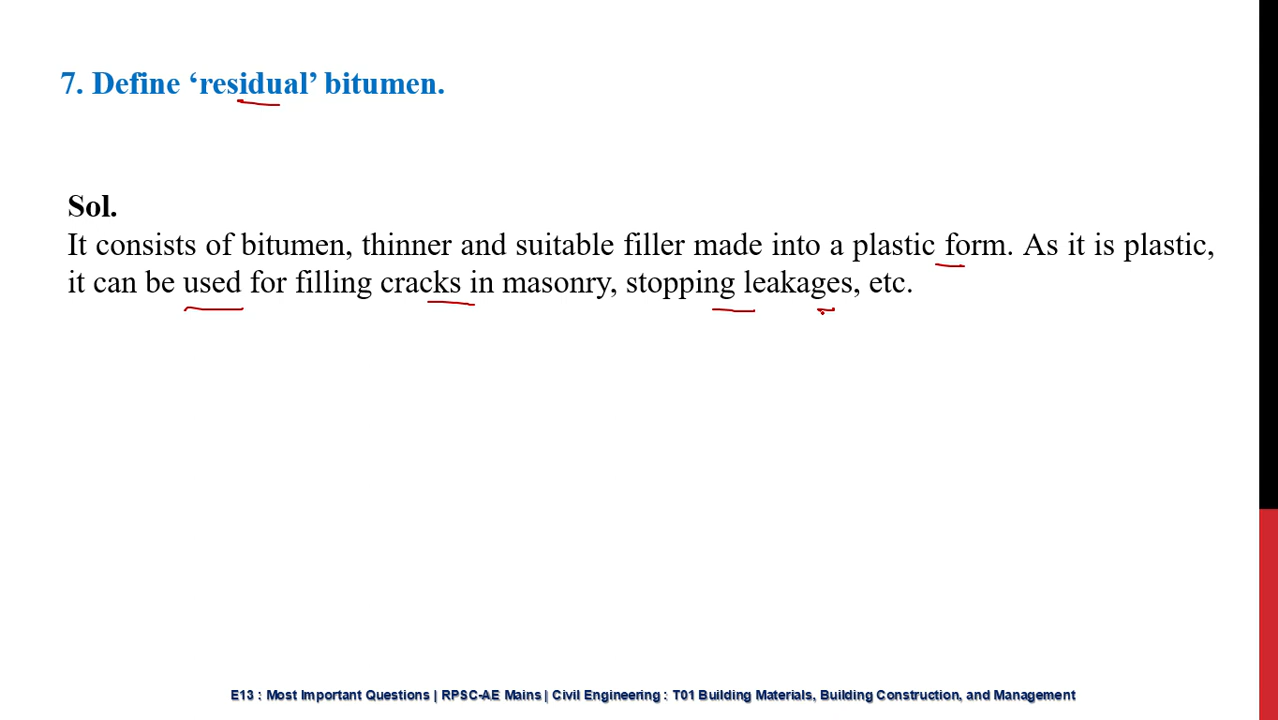 7. Define ‘residual’ bitumen.
Sol.
It consists of bitumen, thinner and suitable filler made into a plastic form. As it is plastic,
it can be used for filling cracks in masonry, stopping leakages, etc.
E13 : Most Important Questions | RPSC-AE Mains | Civil Engineering : T01 Building Materials, Building Construction, and Management